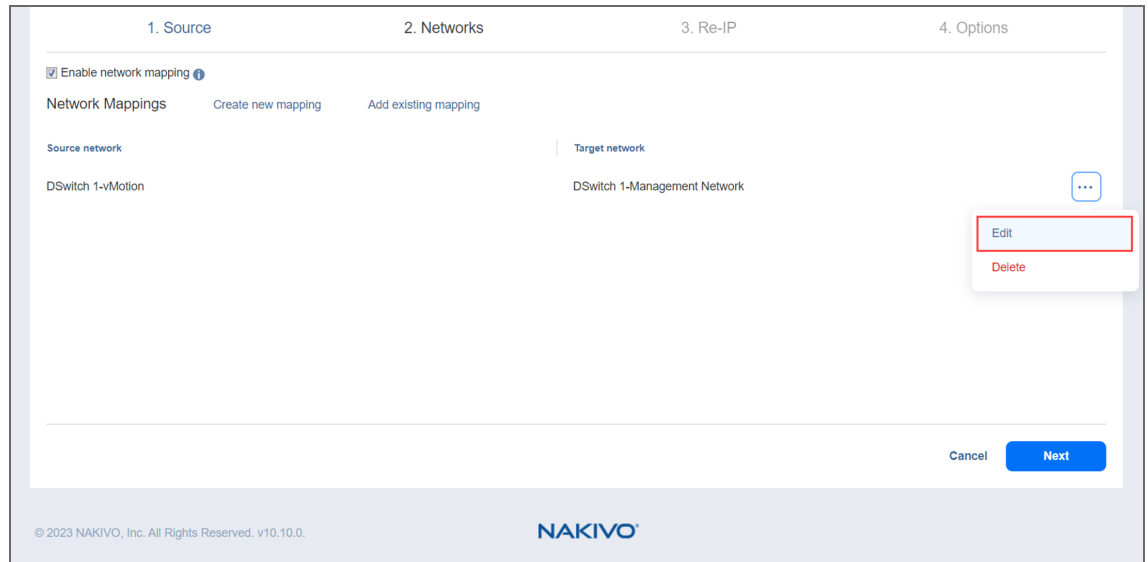 1. Source 2. Networks 3. Re-IP 4. Options
Enable network mapping
Network Mappings Create new mapping Add existing mapping
Source network Target network
DSwitch 1-vMotion DSwitch 1-Management Network ...
Edit
Delete
Cancel Next
© 2023 NAKIVO, Inc. All Rights Reserved. v10.10.0. NAKIVO®